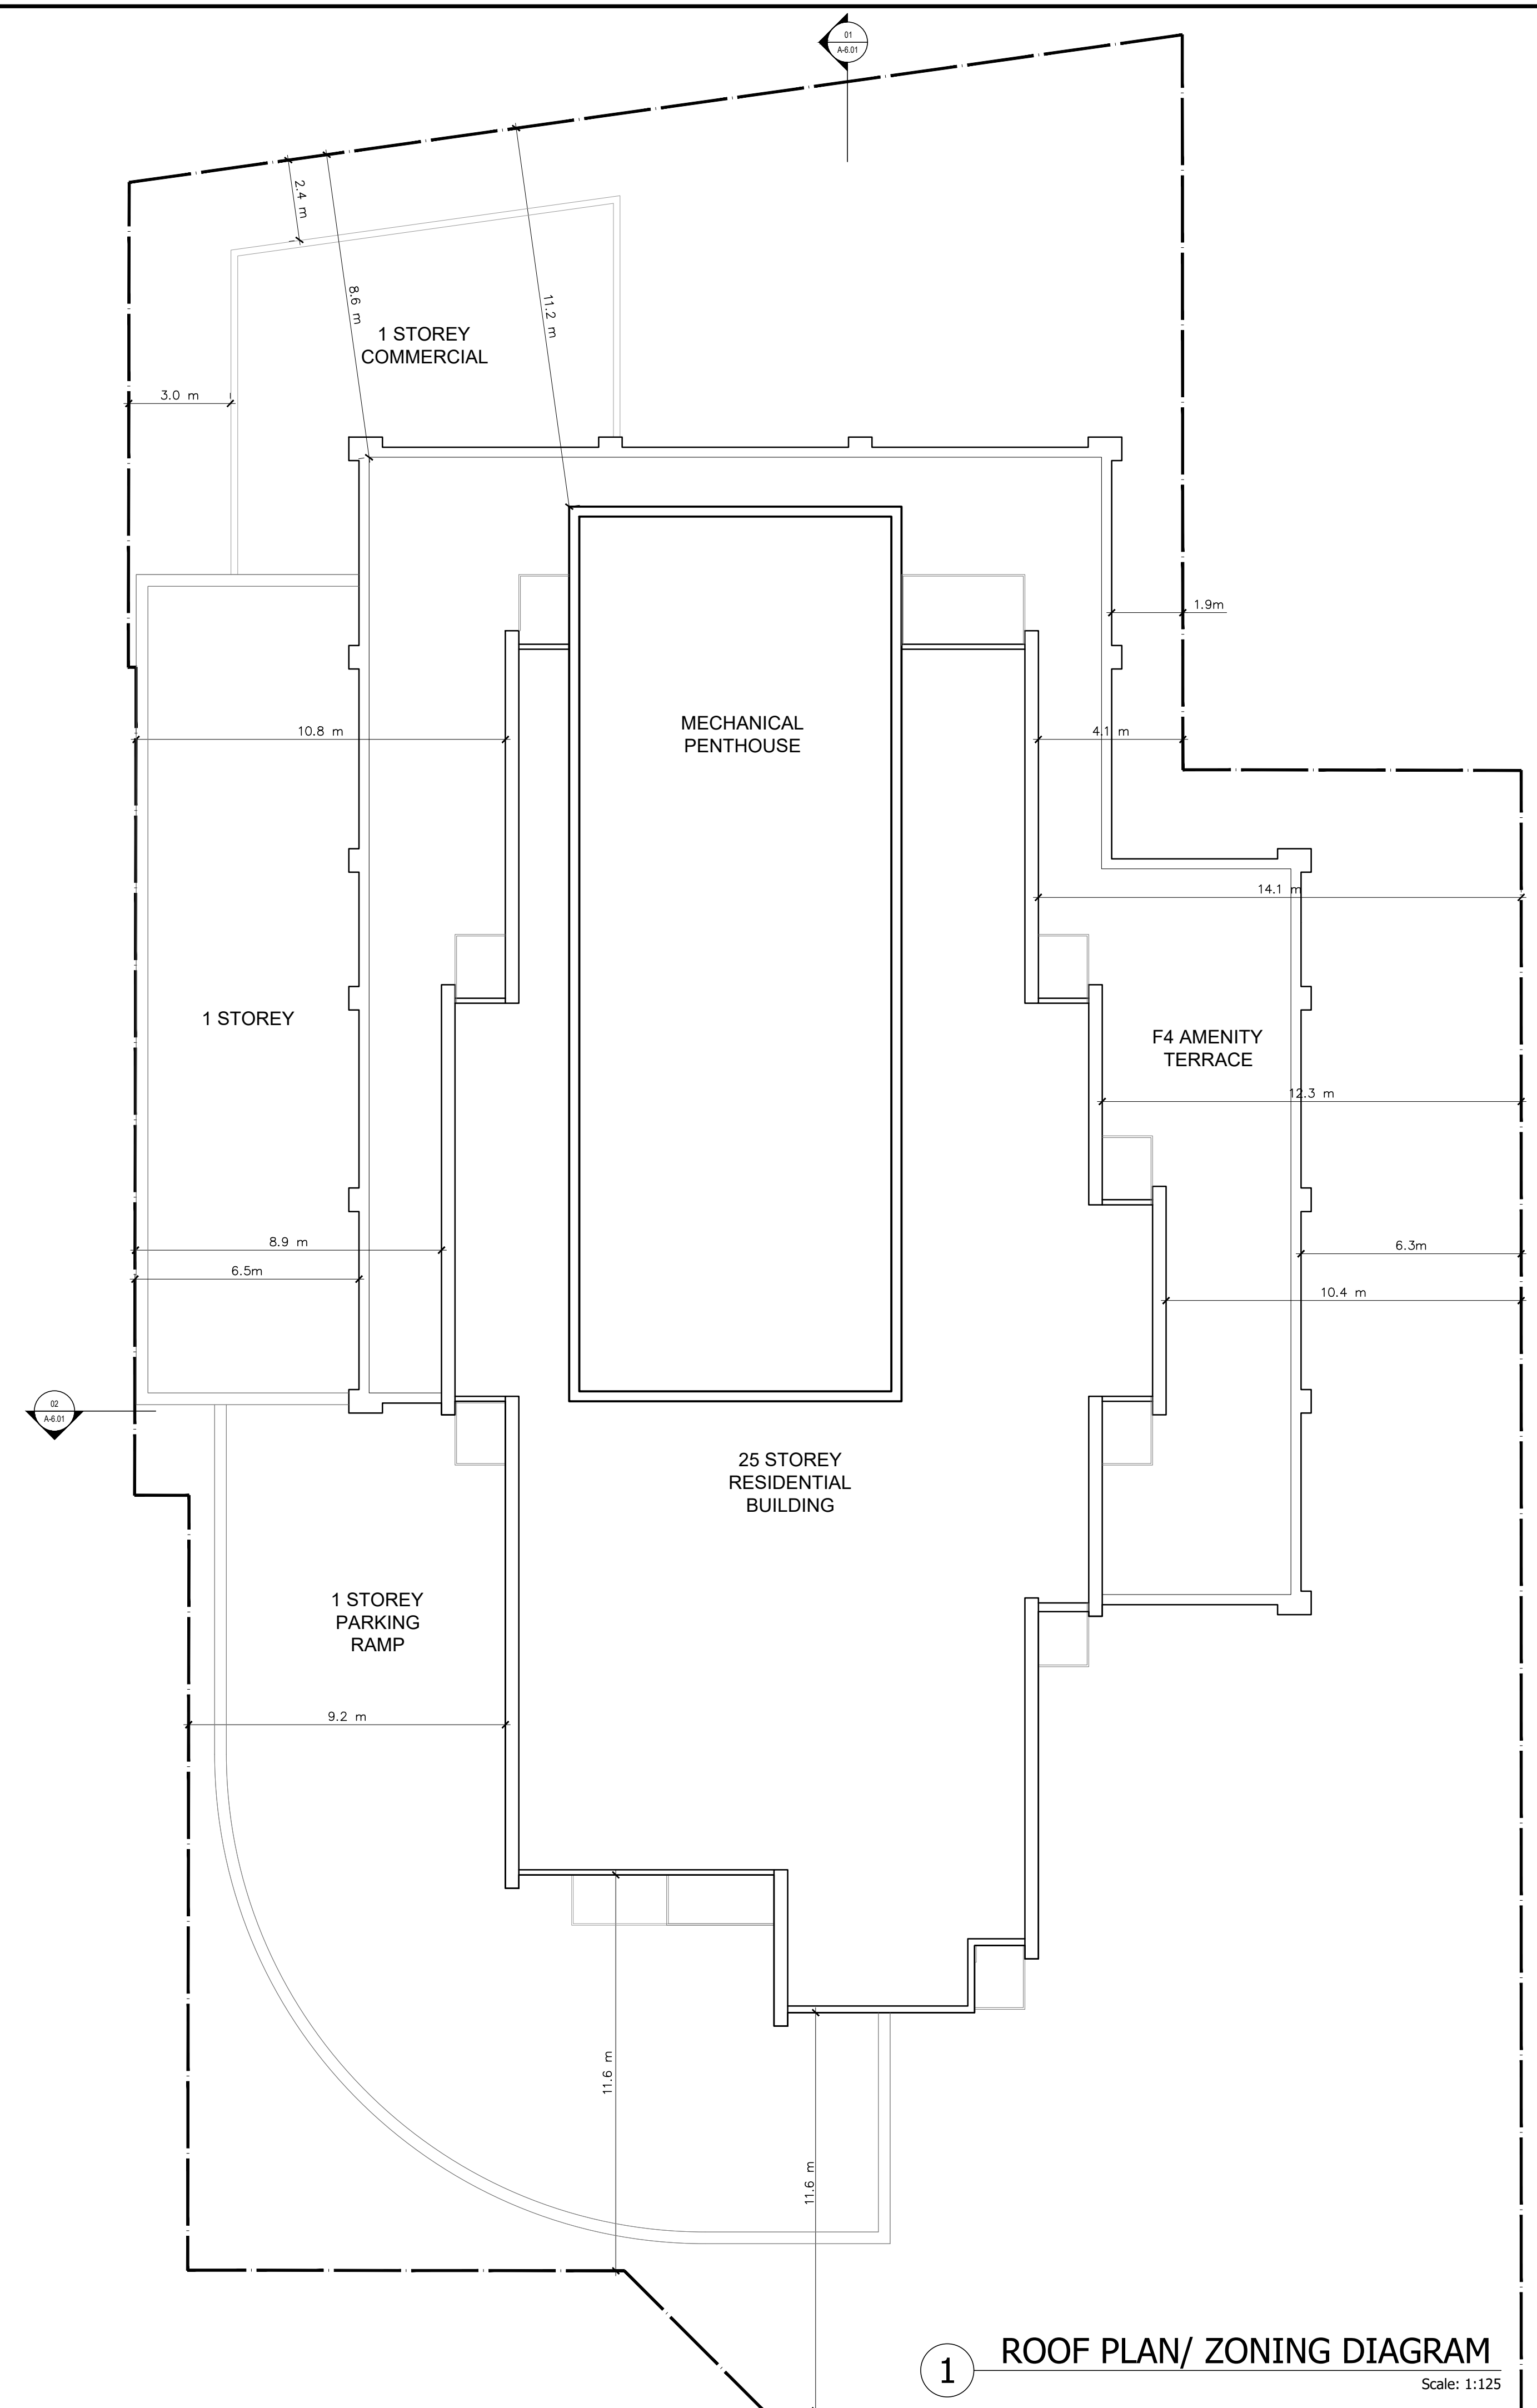 01
A-6.01
2.4 m
8.6 m
11.2 m
1 STOREY
COMMERCIAL
3.0 m
1.9m
MECHANICAL
PENTHOUSE
10.8 m
4.1 m
14.1 m
1 STOREY
F4 AMENITY
TERRACE
12.3 m
8.9 m
6.3m
6.5m
10.4 m
02
A-6.01
25 STOREY
RESIDENTIAL
BUILDING
1 STOREY
PARKING
RAMP
9.2 m
11.6 m
11.6 m
1
ROOF PLAN/ ZONING DIAGRAM
Scale: 1:125